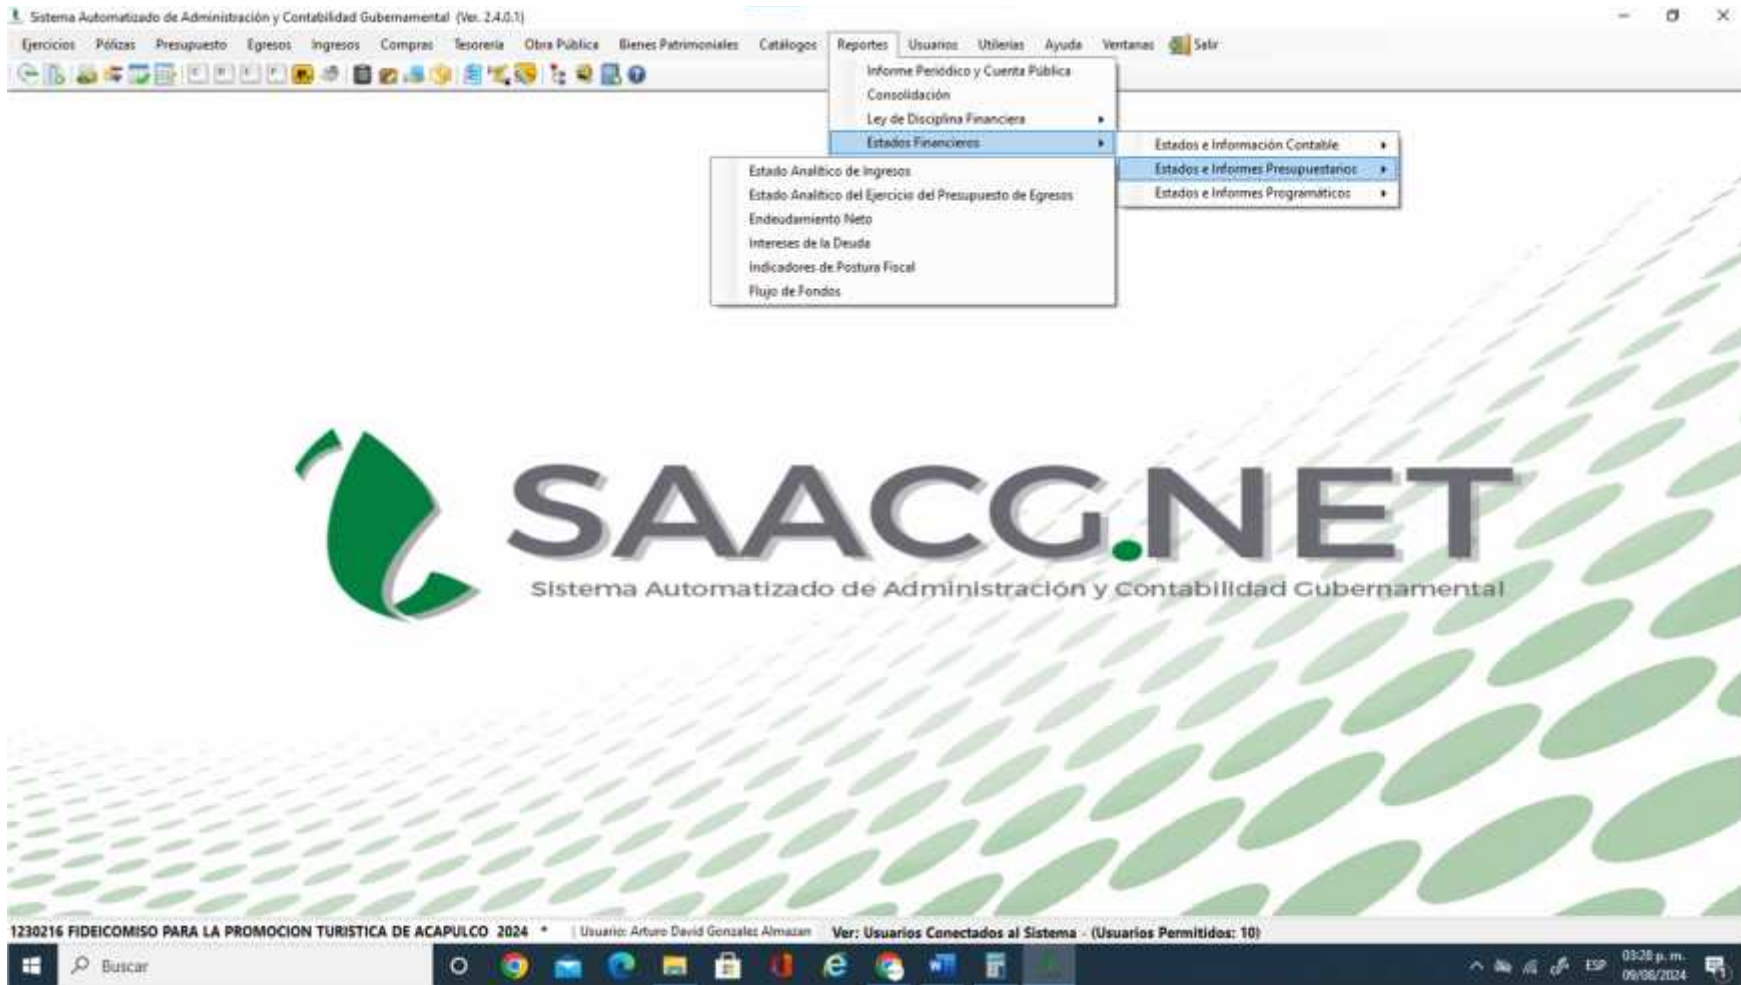 Sistema Automatizado de Administración y Contabilidad Gubernamental (Ver. 2.4.0.1)
Ejercicios Pólizas Presupuesto Egresos Ingresos Compras Tesorería Obra Pública Bienes Patrimoniales Catálogos Reportes Usuarios Utilerías Ayuda Ventanas Salir
Informe Periódico y Cuenta Pública
Consolidación
Ley de Disciplina Financiera
Estados Financieros
Estados e Información Contable
Estados e Informes Presupuestarios
Estados e Informes Programáticos
Estado Analítico de Ingresos
Estado Analítico del Ejercicio del Presupuesto de Egresos
Endeudamiento Neto
Intereses de la Deuda
Indicadores de Postura Fiscal
Flujo de Fondos
SAACG.NET
Sistema Automatizado de Administración y Contabilidad Gubernamental
1230216 FIDEICOMISO PARA LA PROMOCION TURISTICA DE ACAPULCO 2024 * | Usuario: Arturo David Gonzalez Almazan Ver: Usuarios Conectados al Sistema - (Usuarios Permitidos: 10)
Buscar
ESP
03:28 p. m.
09/08/2024